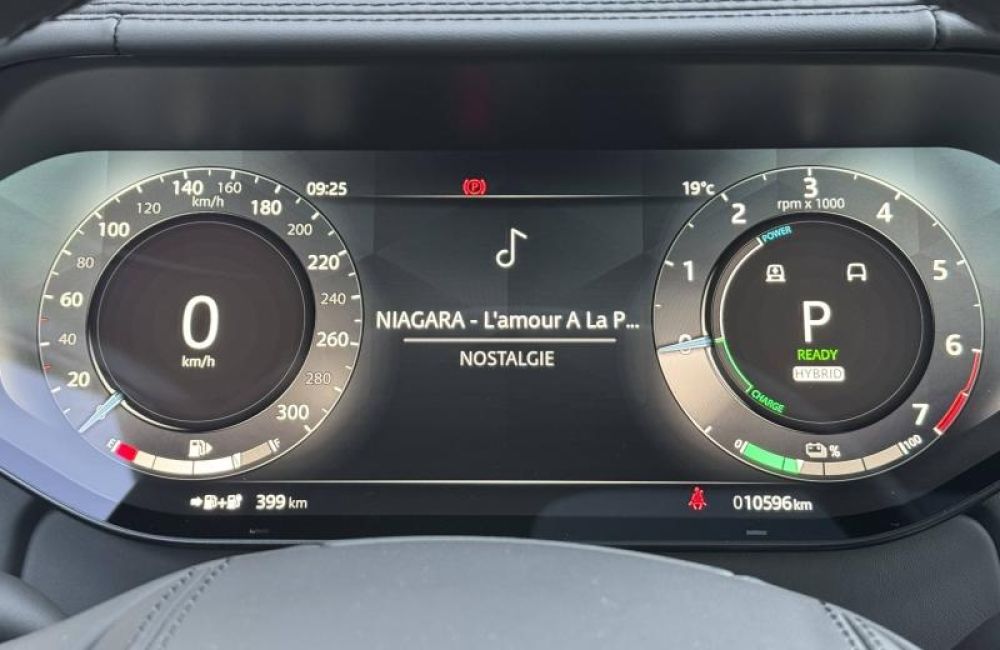 09:25
19°c
NIAGARA - L'amour A La P...
NOSTALGIE
20
40
60
80
100
120
140
160
180
200
220
240
260
280
300
km/h
0
km/h
E
F
0
1
2
3
4
5
6
7
rpm x 1000
POWER
P
READY
HYBRID
CHARGE
0
%
100
+
399 km
010596 km